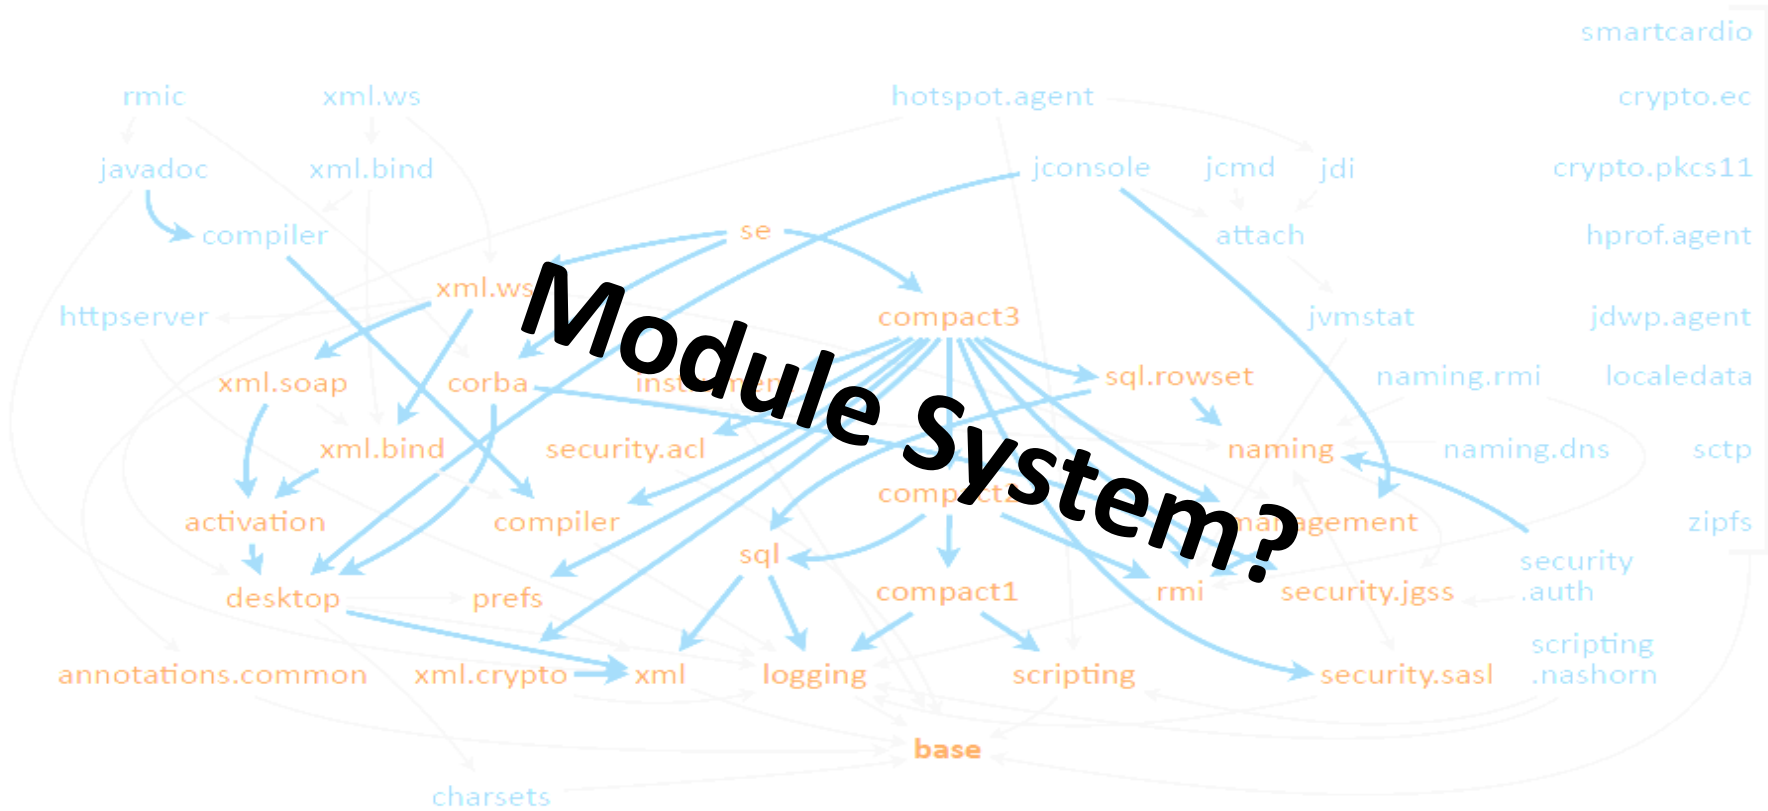 smartcardio
rmic
xml.ws
hotspot.agent
crypto.ec
javadoc
xml.bind
jconsole
jcmd
jdi
crypto.pkcs11
compiler
se
attach
hprof.agent
xml.ws
httpserver
compact3
jvmstat
jdwp.agent
xml.soap
corba
instrument
sql.rowset
naming.rmi
localedata
Module System?
xml.bind
security.acl
naming
naming.dns
sctp
compact2
activation
compiler
management
zipfs
sql
security
.auth
desktop
prefs
compact1
rmi
security.jgss
scripting
.nashorn
annotations.common
xml.crypto
xml
logging
scripting
security.sasl
base
charsets